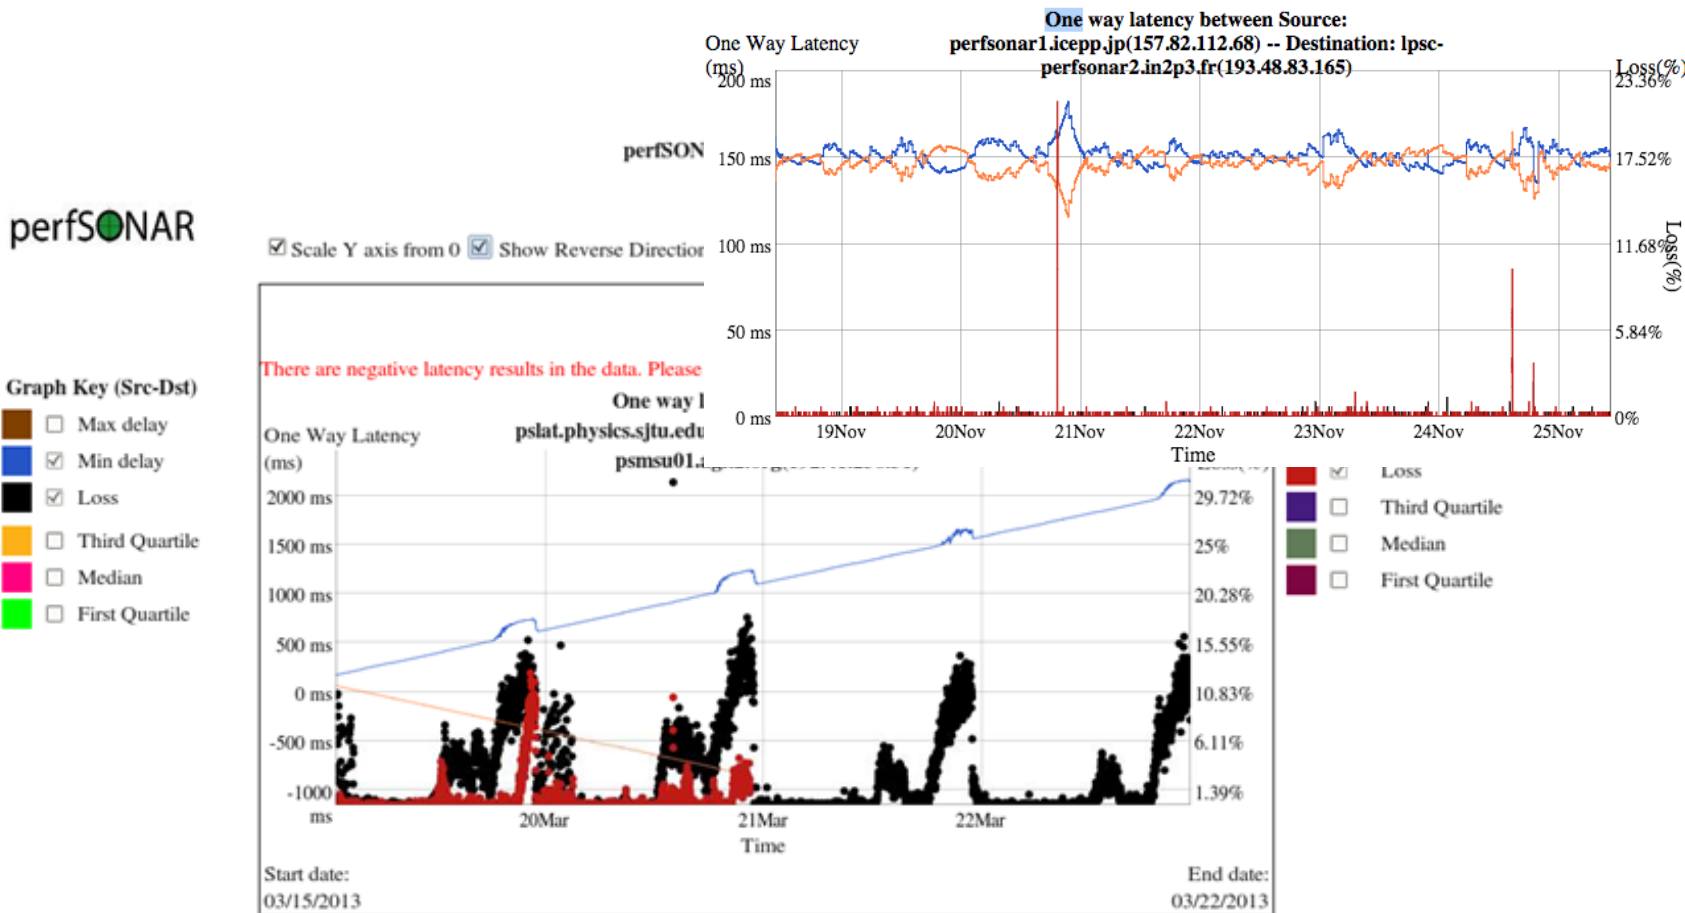 One way latency between Source:
One Way Latency
perfsonar1.icepp.jp(157.82.112.68) -- Destination: lpsc-
(ms)
perfsonar2.in2p3.fr(193.48.83.165)
Loss(%)
200 ms
23.36%
150 ms
17.52%
100 ms
11.68%
Loss(%)
50 ms
5.84%
0 ms
0%
19Nov 20Nov 21Nov 22Nov 23Nov 24Nov 25Nov
Time
perfSON
perfSONAR
Scale Y axis from 0 Show Reverse Direction
There are negative latency results in the data. Please
Graph Key (Src-Dst)
Max delay
Min delay
Loss
Third Quartile
Median
First Quartile
One way
One Way Latency
pslat.physics.sjtu.edu
(ms)
psmsu01.
2000 ms
29.72%
1500 ms
25%
1000 ms
20.28%
500 ms
15.55%
0 ms
10.83%
-500 ms
6.11%
-1000
ms
1.39%
20Mar 21Mar 22Mar
Time
Start date:
03/15/2013
End date:
03/22/2013
Loss
Third Quartile
Median
First Quartile